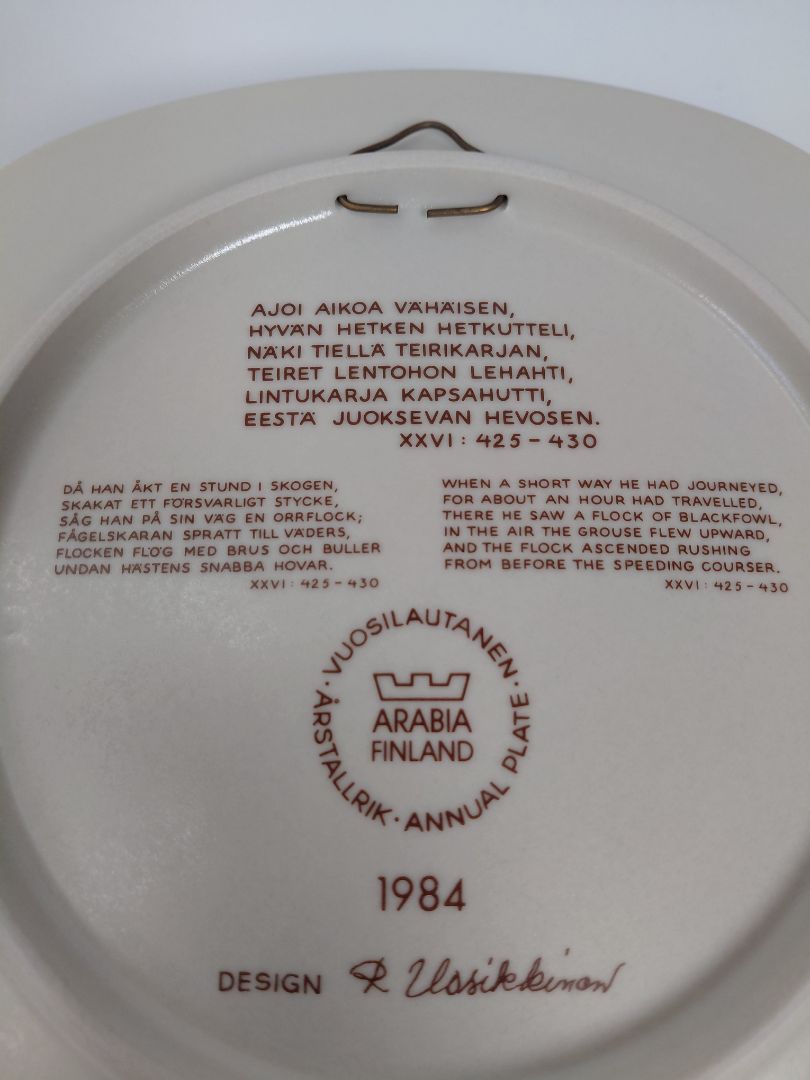 AJOI AIKOA VÄHÄISEN,
HYVÄN HETKEN HETKUTTELI,
NÄKI TIELLÄ TEIRIKARJAN,
TEIRET LENTOHON LEHAHTI,
LINTUKARJA KAPSAHUTTI,
EESTÄ JUOKSEVAN HEVOSEN.
XXVI: 425-430
DÅ HAN ÅKT EN STUND I SKOGEN,
SKAKAT ETT FÖRSVARLIGT STYCKE,
SÅG HAN PÅ SIN VÄG EN ORRFLOCK;
FÅGELSKARAN SPRATT TILL VÄDERS,
FLOCKEN FLÖG MED BRUS OCH BULLER
UNDAN HÄSTENS SNABBA HOVAR.
XXVI: 425-430
WHEN A SHORT WAY HE HAD JOURNEYED,
FOR ABOUT AN HOUR HAD TRAVELLED,
THERE HE SAW A FLOCK OF BLACKFOWL,
IN THE AIR THE GROUSE FLEW UPWARD,
AND THE FLOCK ASCENDED RUSHING
FROM BEFORE THE SPEEDING COURSER.
XXVI: 425-430
· VUOSILAUTANEN · ANNUAL PLATE · ÅRSTALLRIK
ARABIA
FINLAND
1984
DESIGN R Uosikkinen